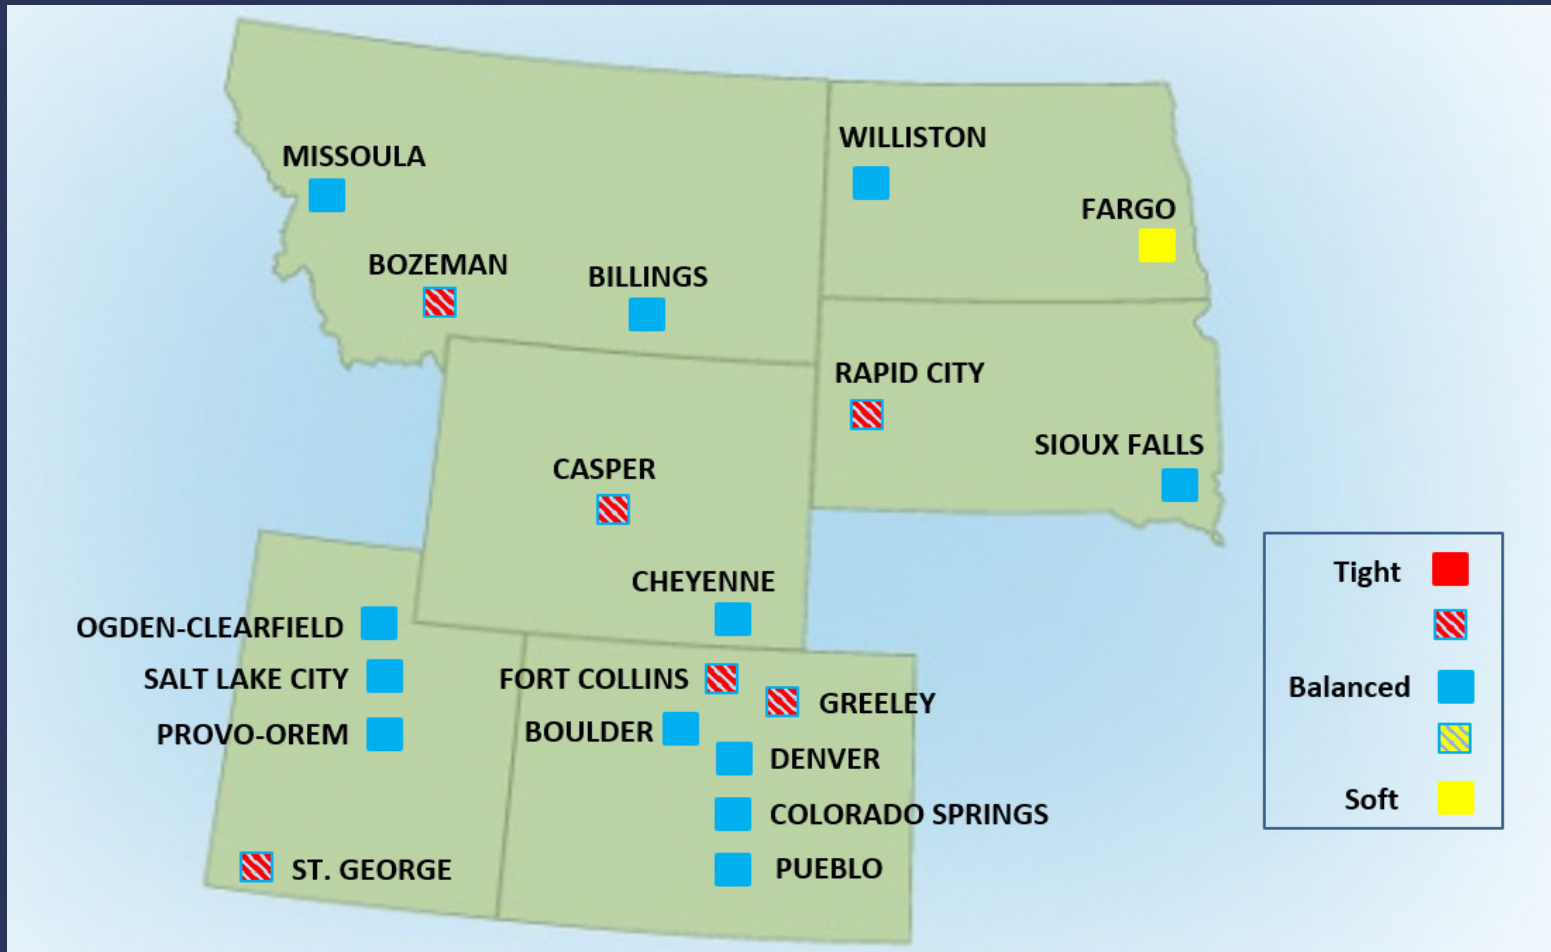 WILLISTON
MISSOULA
FARGO
BOZEMAN
BILLINGS
RAPID CITY
SIOUX FALLS
CASPER
CHEYENNE
OGDEN-CLEARFIELD
SALT LAKE CITY
PROVO-OREM
FORT COLLINS
GREELEY
BOULDER
DENVER
COLORADO SPRINGS
PUEBLO
ST. GEORGE
Tight
Balanced
Soft